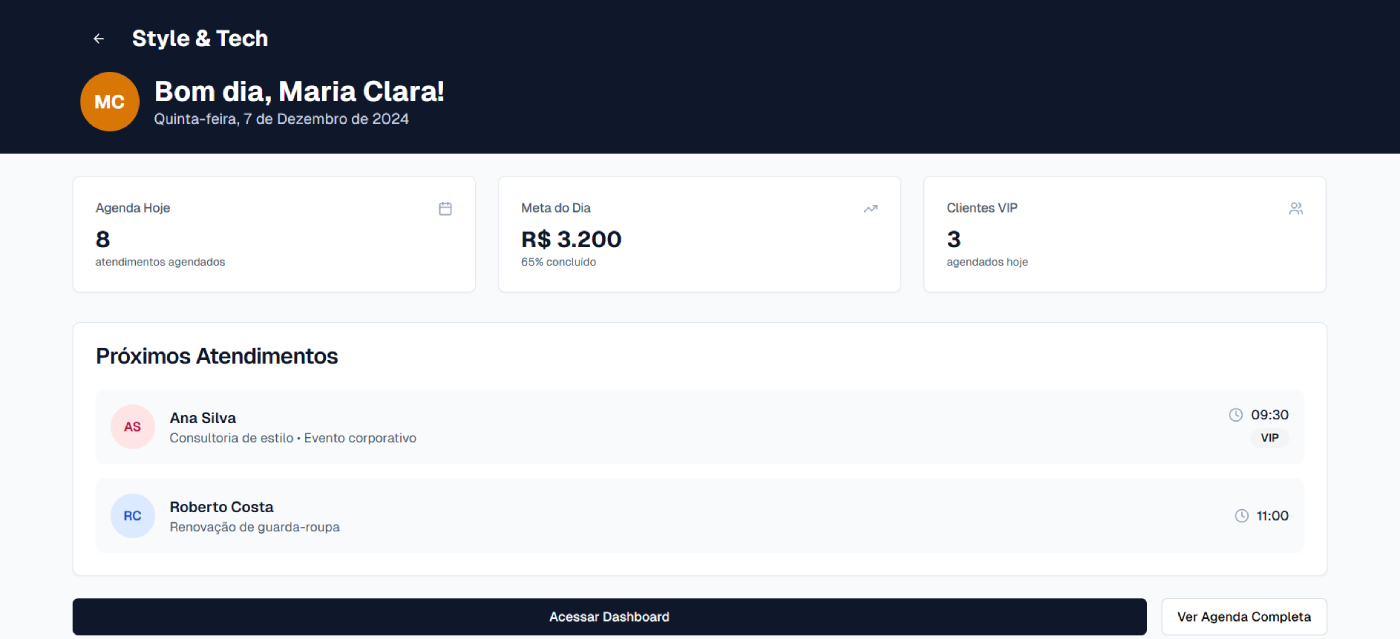 Style & Tech
MC
Bom dia, Maria Clara!
Quinta-feira, 7 de Dezembro de 2024
Agenda Hoje
8
atendimentos agendados
Meta do Dia
R$ 3.200
65% concluído
Clientes VIP
3
agendados hoje
Próximos Atendimentos
AS
Ana Silva
Consultoria de estilo • Evento corporativo
09:30
VIP
RC
Roberto Costa
Renovação de guarda-roupa
11:00
Acessar Dashboard
Ver Agenda Completa